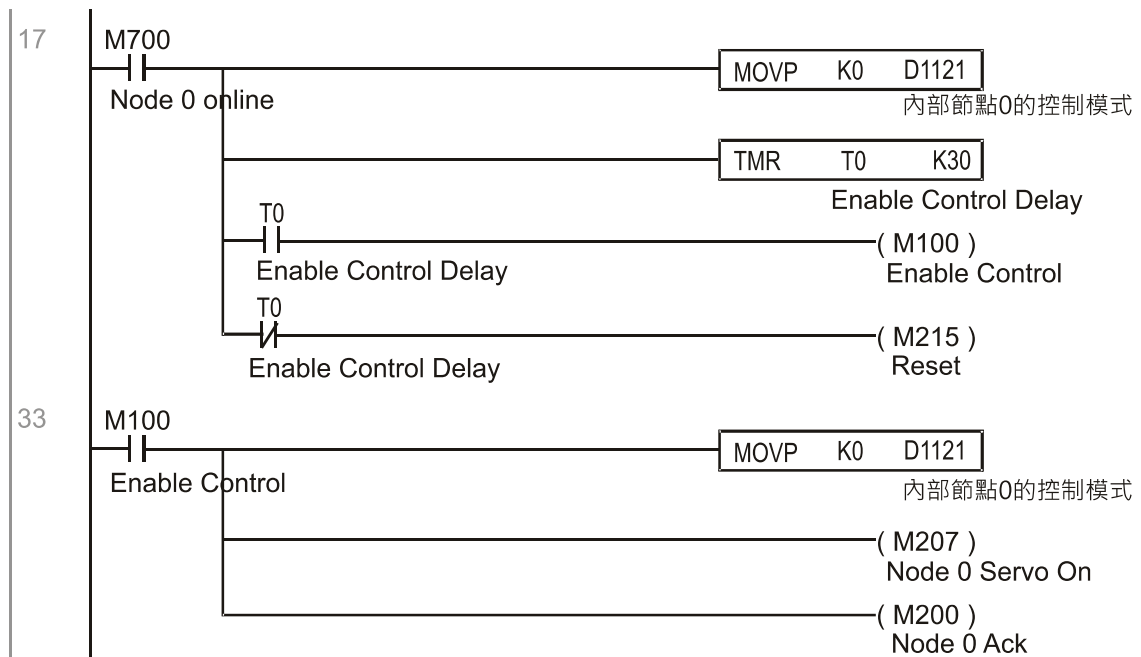 17
M700
Node 0 online
MOVP K0 D1121
內部節點0的控制模式
TMR T0 K30
Enable Control Delay
T0
Enable Control Delay
( M100 )
Enable Control
T0
Enable Control Delay
( M215 )
Reset
33
M100
Enable Control
MOVP K0 D1121
內部節點0的控制模式
( M207 )
Node 0 Servo On
( M200 )
Node 0 Ack